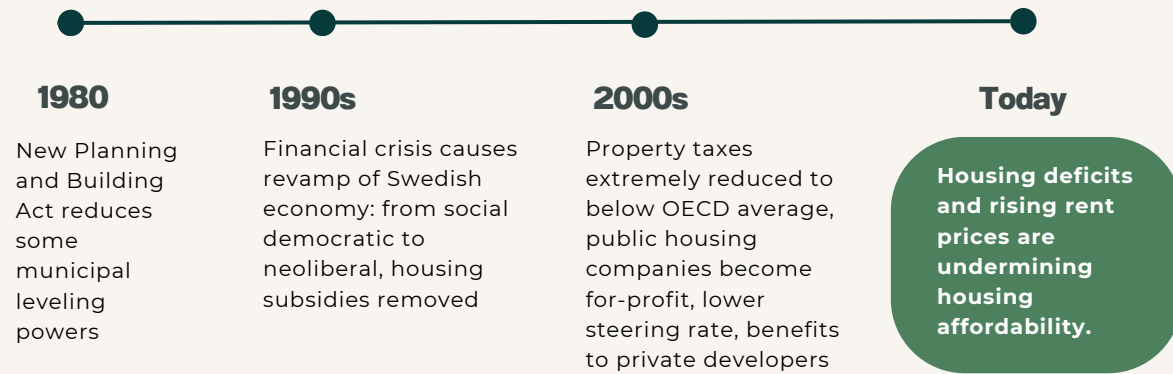 1980
New Planning
and Building
Act reduces
some
municipal
leveling
powers
1990s
Financial crisis causes
revamp of Swedish
economy: from social
democratic to
neoliberal, housing
subsidies removed
2000s
Property taxes
extremely reduced to
below OECD average,
public housing
companies become
for-profit, lower
steering rate, benefits
to private developers
Today
Housing deficits
and rising rent
prices are
undermining
housing
affordability.